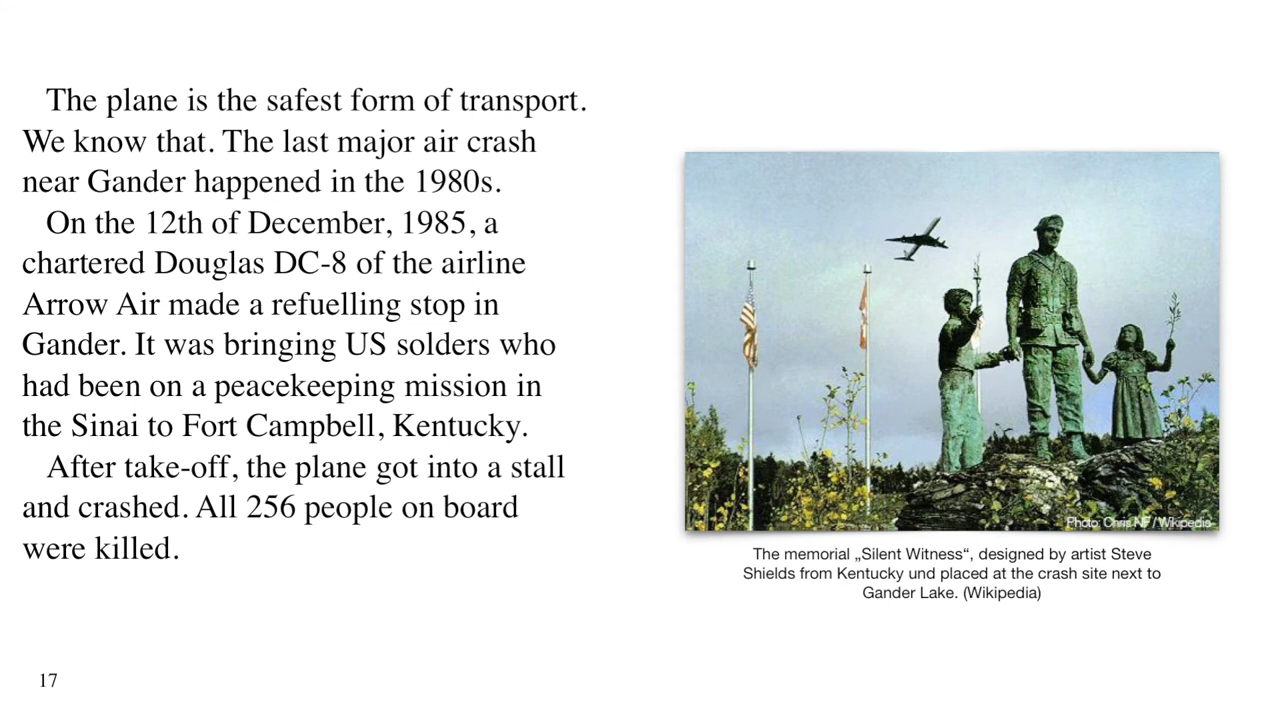 The plane is the safest form of transport.
We know that. The last major air crash
near Gander happened in the 1980s.
On the 12th of December, 1985, a
chartered Douglas DC-8 of the airline
Arrow Air made a refuelling stop in
Gander. It was bringing US solders who
had been on a peacekeeping mission in
the Sinai to Fort Campbell, Kentucky.
After take-off, the plane got into a stall
and crashed. All 256 people on board
were killed.
Photo: Chris NF / Wikipedia
The memorial „Silent Witness“, designed by artist Steve
Shields from Kentucky und placed at the crash site next to
Gander Lake. (Wikipedia)
17